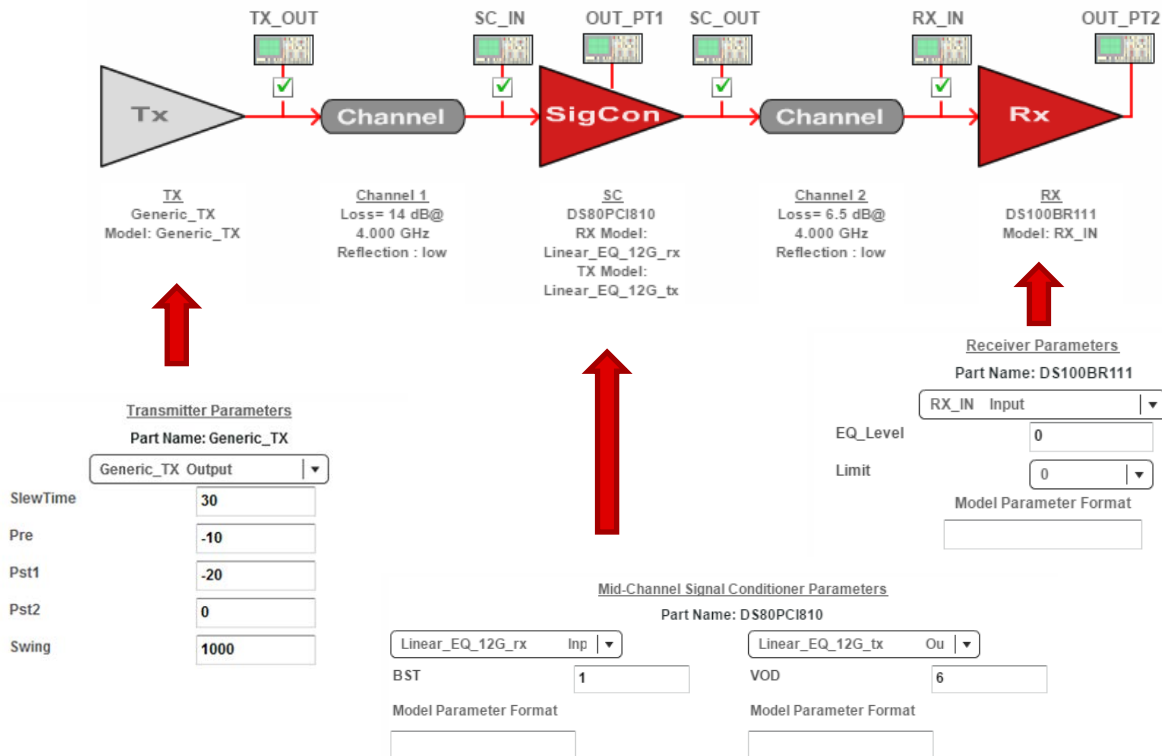 TX_OUT
SC_IN
OUT_PT1
SC_OUT
RX_IN
OUT_PT2
Tx
Channel
SigCon
Channel
Rx
TX
Generic_TX
Model: Generic_TX
Channel 1
Loss= 14 dB@
4.000 GHz
Reflection : low
SC
DS80PCI810
RX Model:
Linear_EQ_12G_rx
TX Model:
Linear_EQ_12G_tx
Channel 2
Loss= 6.5 dB@
4.000 GHz
Reflection : low
RX
DS100BR111
Model: RX_IN
Transmitter Parameters
Part Name: Generic_TX
Generic_TX Output
SlewTime 30
Pre -10
Pst1 -20
Pst2 0
Swing 1000
Receiver Parameters
Part Name: DS100BR111
RX_IN Input
EQ_Level 0
Limit 0
Model Parameter Format
Mid-Channel Signal Conditioner Parameters
Part Name: DS80PCI810
Linear_EQ_12G_rx Inp
BST 1
Model Parameter Format
Linear_EQ_12G_tx Ou
VOD 6
Model Parameter Format